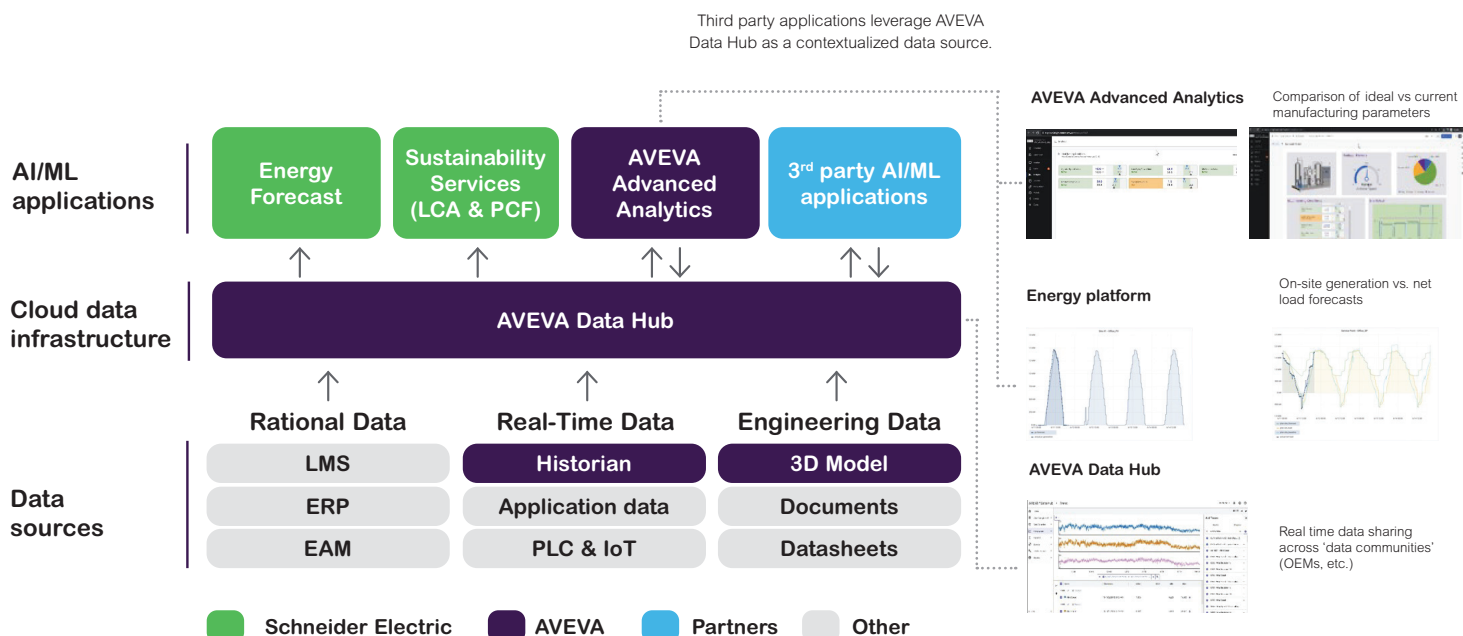 Third party applications leverage AVEVA
Data Hub as a contextualized data source.
AI/ML
applications
Energy
Forecast
Sustainability
Services
(LCA & PCF)
AVEVA
Advanced
Analytics
3rd party AI/ML
applications
Cloud data
infrastructure
AVEVA Data Hub
Rational Data
Real-Time Data
Engineering Data
Data
sources
LMS
Historian
3D Model
ERP
Application data
Documents
EAM
PLC & IoT
Datasheets
Schneider Electric
AVEVA
Partners
Other
AVEVA Advanced Analytics
Comparison of ideal vs current
manufacturing parameters
Energy platform
On-site generation vs. net
load forecasts
AVEVA Data Hub
Real time data sharing
across ‘data communities’
(OEMs, etc.)